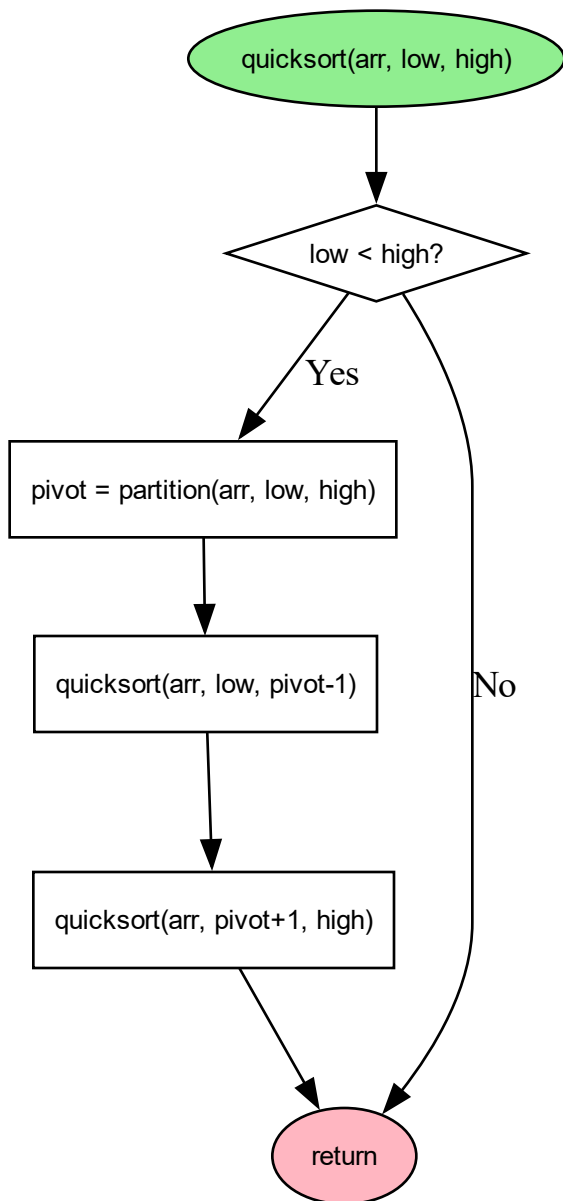 quicksort(arr, low, high)
low < high?
Yes
pivot = partition(arr, low, high)
quicksort(arr, low, pivot-1)
No
quicksort(arr, pivot+1, high)
return